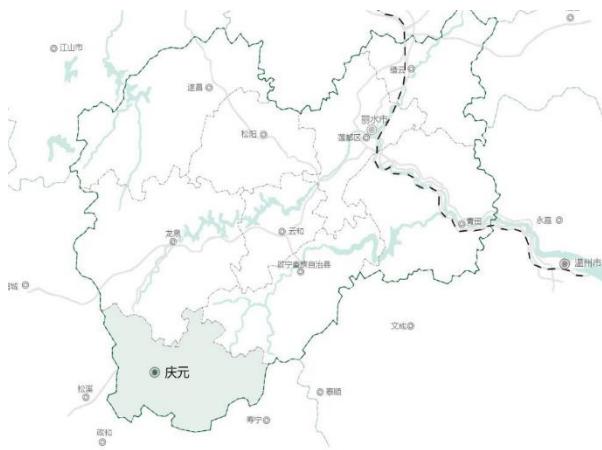 江山市
缙云
遂昌
丽水市
松阳
莲都区
青田
永嘉
龙泉
云和
温州市
景宁畲族自治县
文成
庆元
松溪
泰顺
寿宁
政和